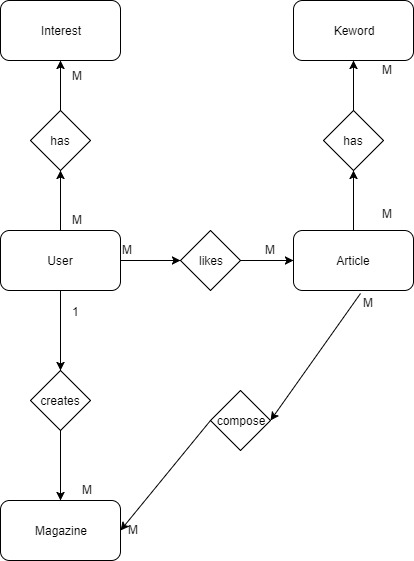 Interest
Keword
M
M
has
has
M
M
User
M
likes
M
Article
1
M
creates
compose
M
Magazine
M